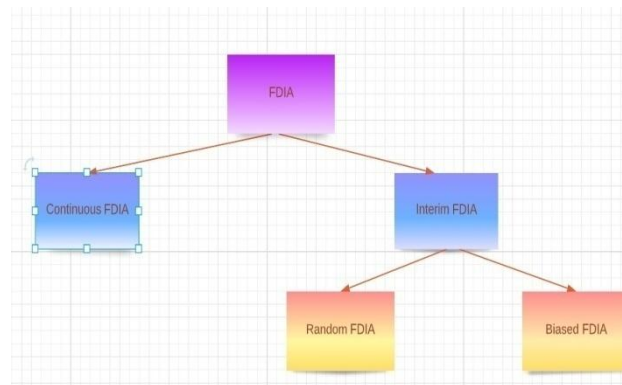 FDIA
Continuous FDIA
Interim FDIA
Random FDIA
Biased FDIA